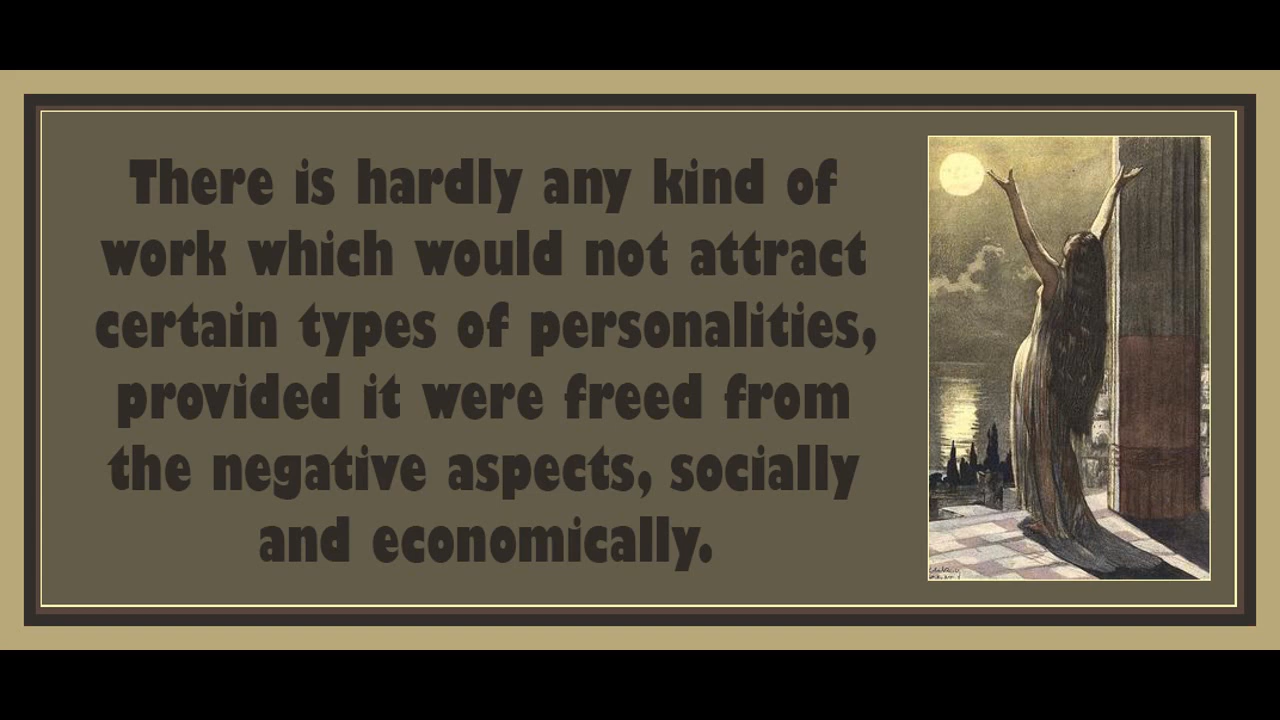 There is hardly any kind of
work which would not attract
certain types of personalities,
provided it were freed from
the negative aspects, socially
and economically.